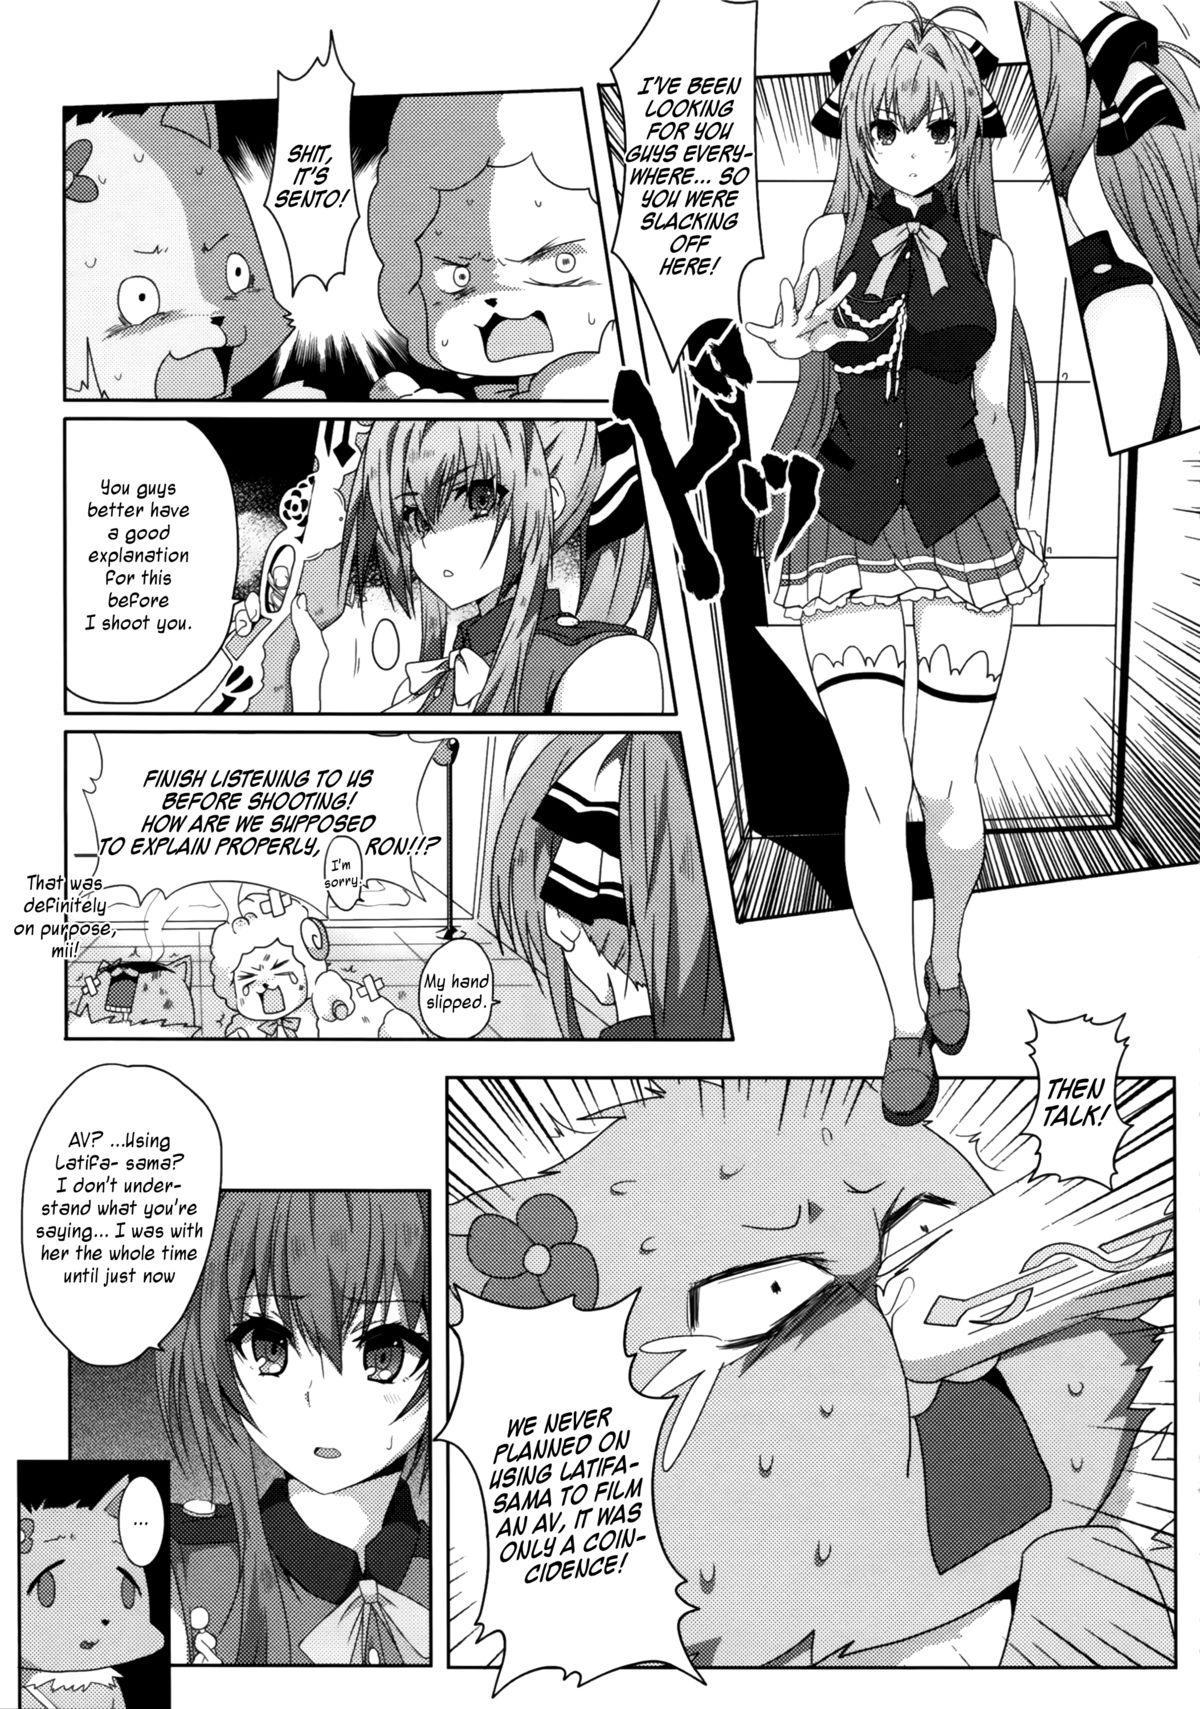 I'VE BEEN
LOOKING
FOR YOU
GUYS EVERY-
WHERE... SO
YOU WERE
SLACKING
OFF
HERE!
ドンッ
SHIT,
IT'S
SENTO!
You guys
better have
a good
explanation
for this
before
I shoot you.
FINISH LISTENING TO US
BEFORE SHOOTING!
HOW ARE WE SUPPOSED
TO EXPLAIN PROPERLY, RON!!?
I'm
sorry.
That was
definitely
on purpose,
mii!
My hand
slipped.
THEN
TALK!
WE NEVER
PLANNED ON
USING LATIFA-
SAMA TO FILM
AN AV, IT WAS
ONLY A COIN-
CIDENCE!
AV? ...Using
Latifa- sama?
I don't under-
stand what you're
saying... I was with
her the whole time
until just now
...